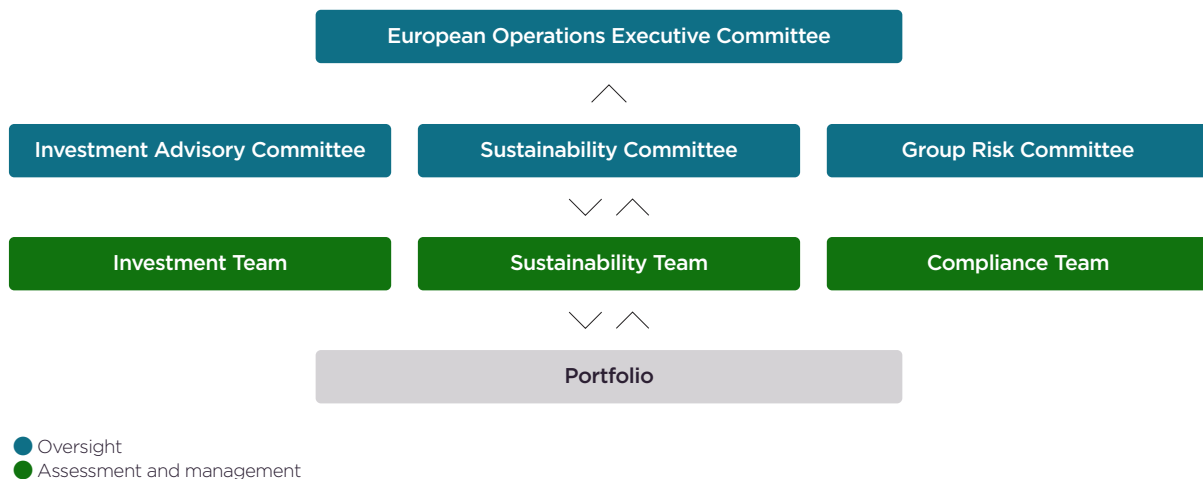 European Operations Executive Committee
Investment Advisory Committee
Sustainability Committee
Group Risk Committee
Investment Team
Sustainability Team
Compliance Team
Portfolio
Oversight
Assessment and management